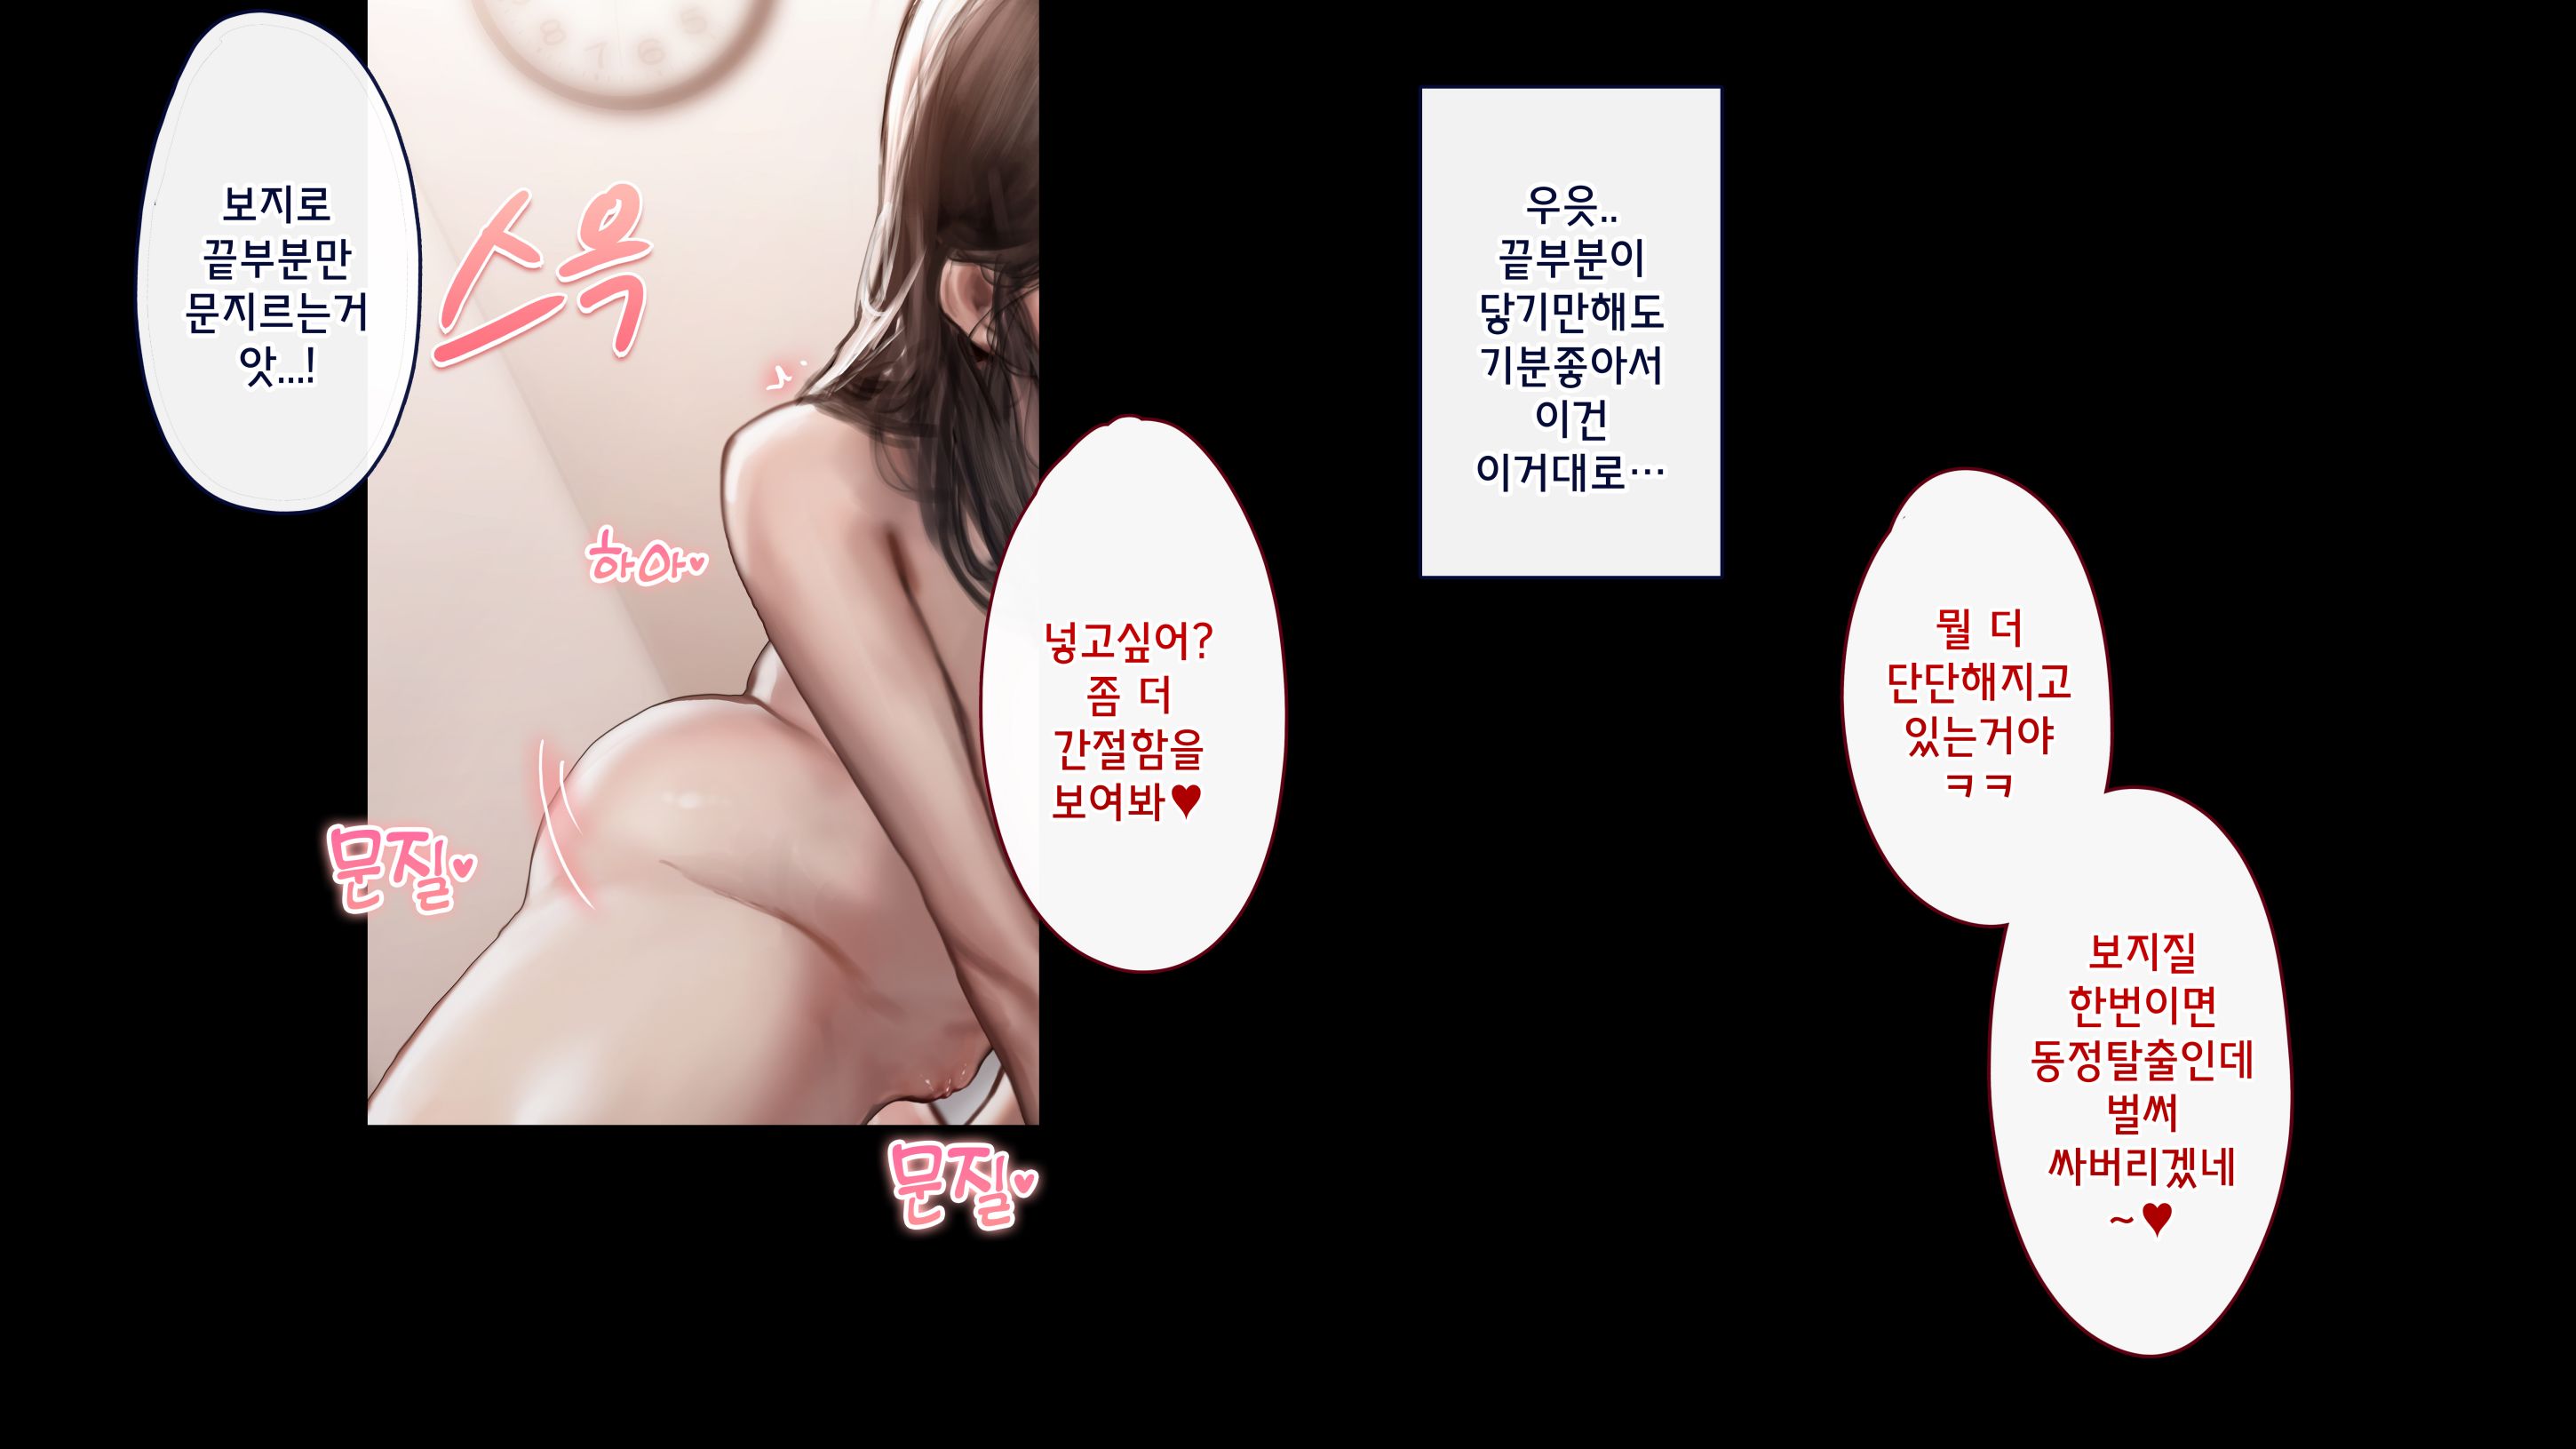 보지로
끝부분만
문지르는거
앗...!
스윽
하아♥
넣고싶어?
좀 더
간절함을
보여봐♥
문질♥
문질♥
우읏..
끝부분이
닿기만해도
기분좋아서
이건
이거대로…
뭘 더
단단해지고
있는거야
ㅋㅋ
보지질
한번이면
동정탈출인데
벌써
싸버리겠네
~♥
8
7
6
5